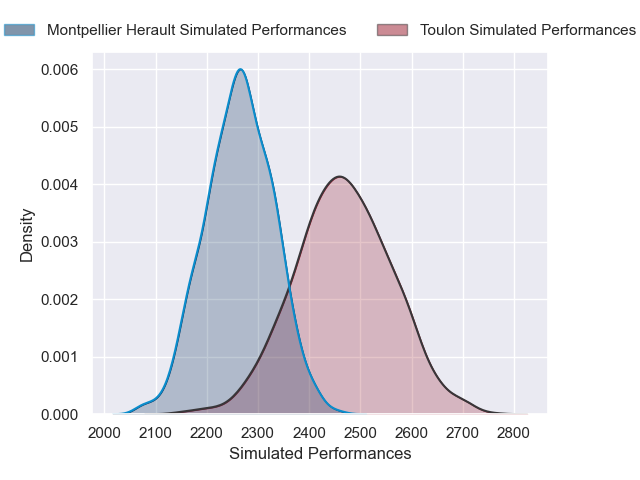 Montpellier Herault Simulated Performances Toulon Simulated Performances
0.006
0.005
0.004
0.003
0.002
0.001
0.000
Density
2000 2100 2200 2300 2400 2500 2600 2700 2800
Simulated Performances